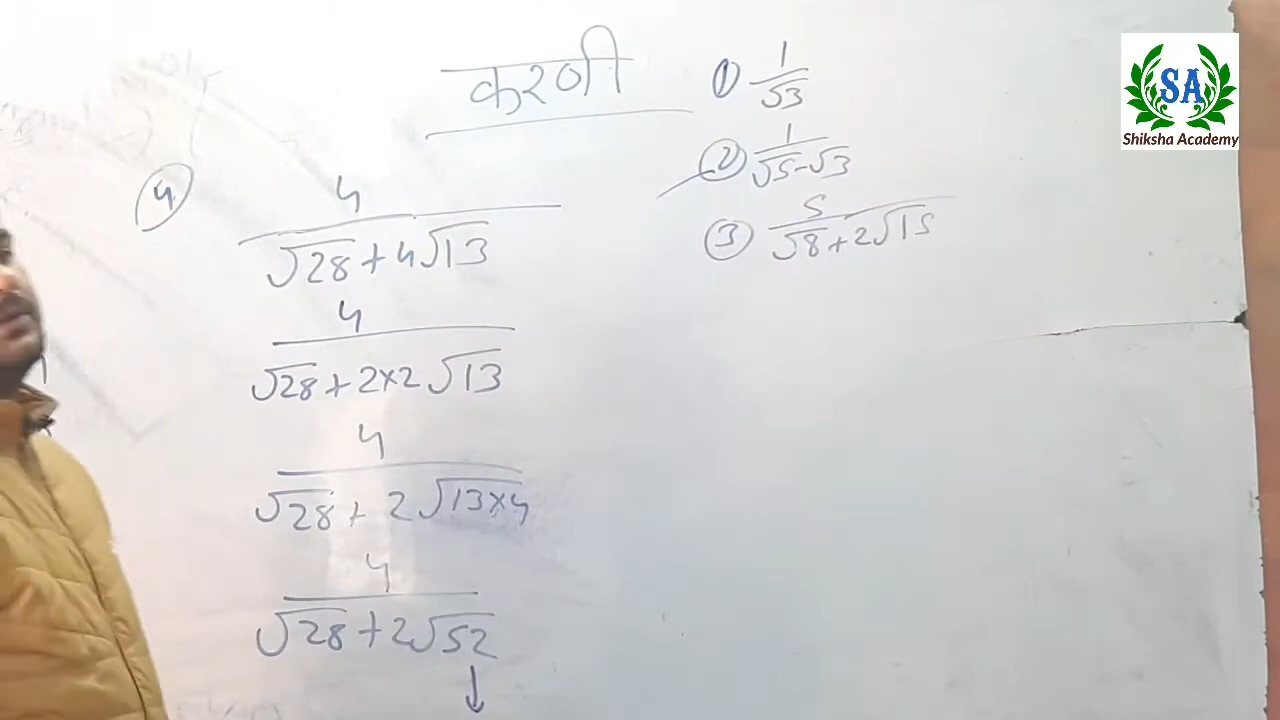 करणी
① 1/√3
② 1/(√5-√3)
③ 5/(√8+2√15)
④ 4/(√28+4√13)
4/(√28+2×2√13)
4/(√28+2√(13×4))
4/(√28+2√52)
↓
SA
Shiksha Academy